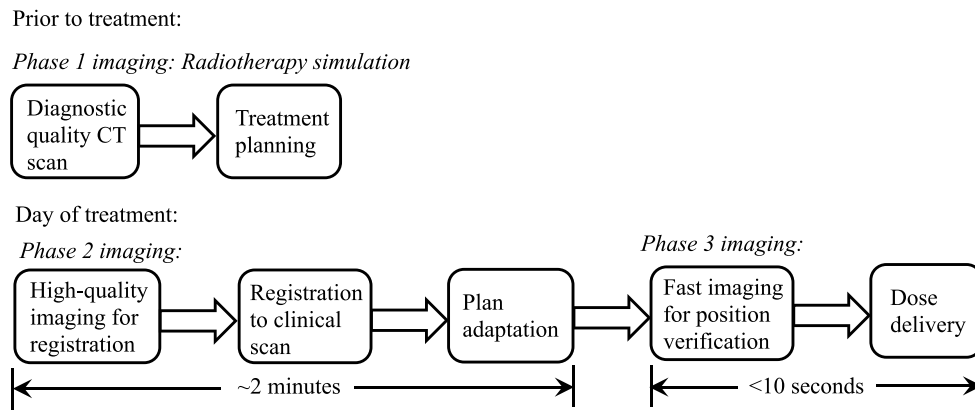 Prior to treatment:
Phase 1 imaging: Radiotherapy simulation
Diagnostic
quality CT
scan
Treatment
planning
Day of treatment:
Phase 2 imaging:
Phase 3 imaging:
High-quality
imaging for
registration
Registration
to clinical
scan
Plan
adaptation
Fast imaging
for position
verification
Dose
delivery
~2 minutes
<10 seconds